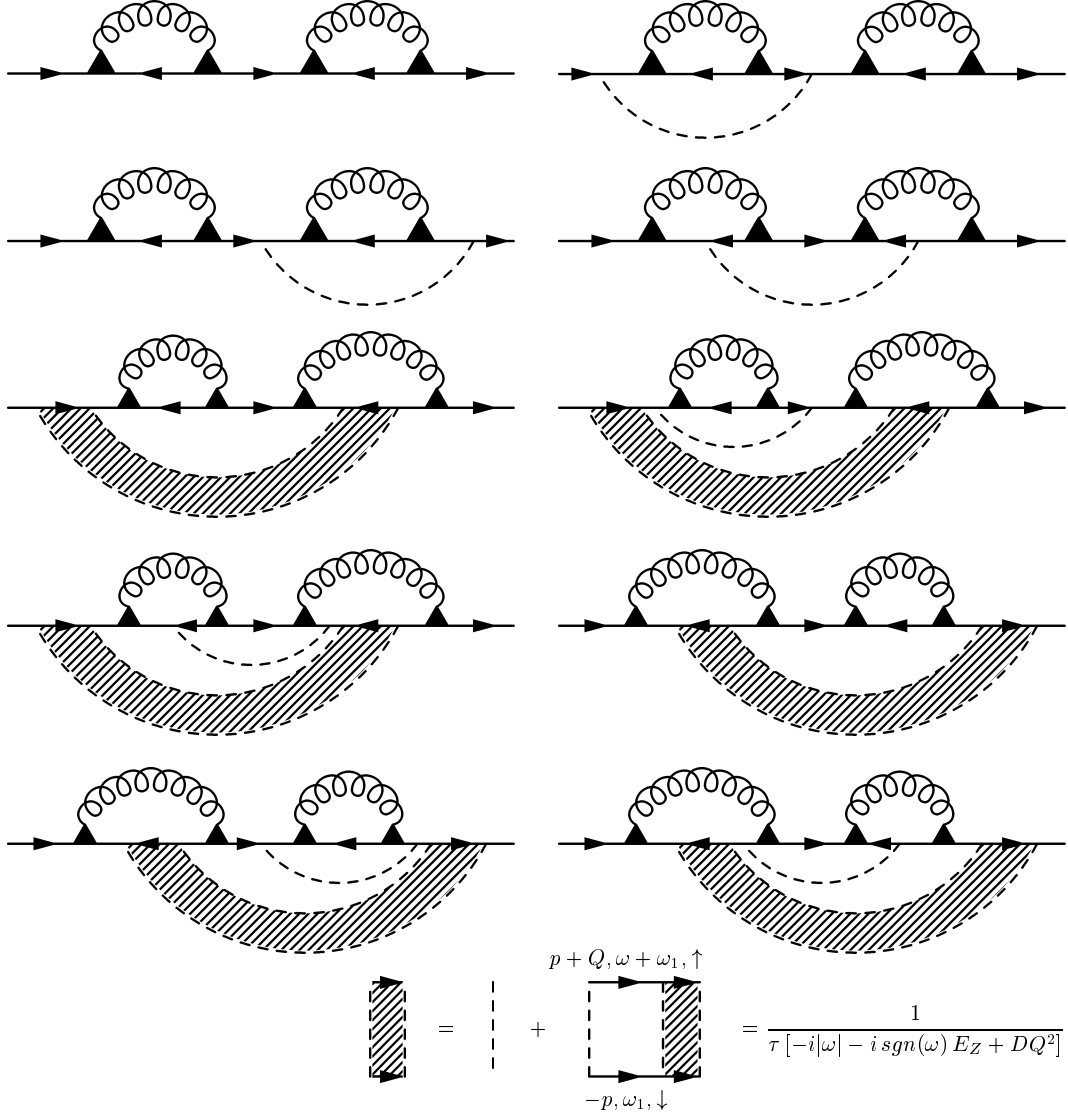 p + Q, ω + ω₁, ↑
= + = 1 / τ [−i|ω| − i sgn(ω) E_Z + DQ²]
−p, ω₁, ↓